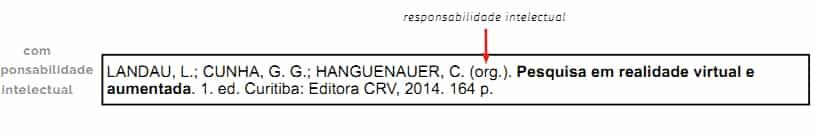 responsabilidade intelectual
com
ponsabilidade
intelectual
LANDAU, L.; CUNHA, G. G.; HANGUENAUER, C. (org.). Pesquisa em realidade virtual e
aumentada. 1. ed. Curitiba: Editora CRV, 2014. 164 p.